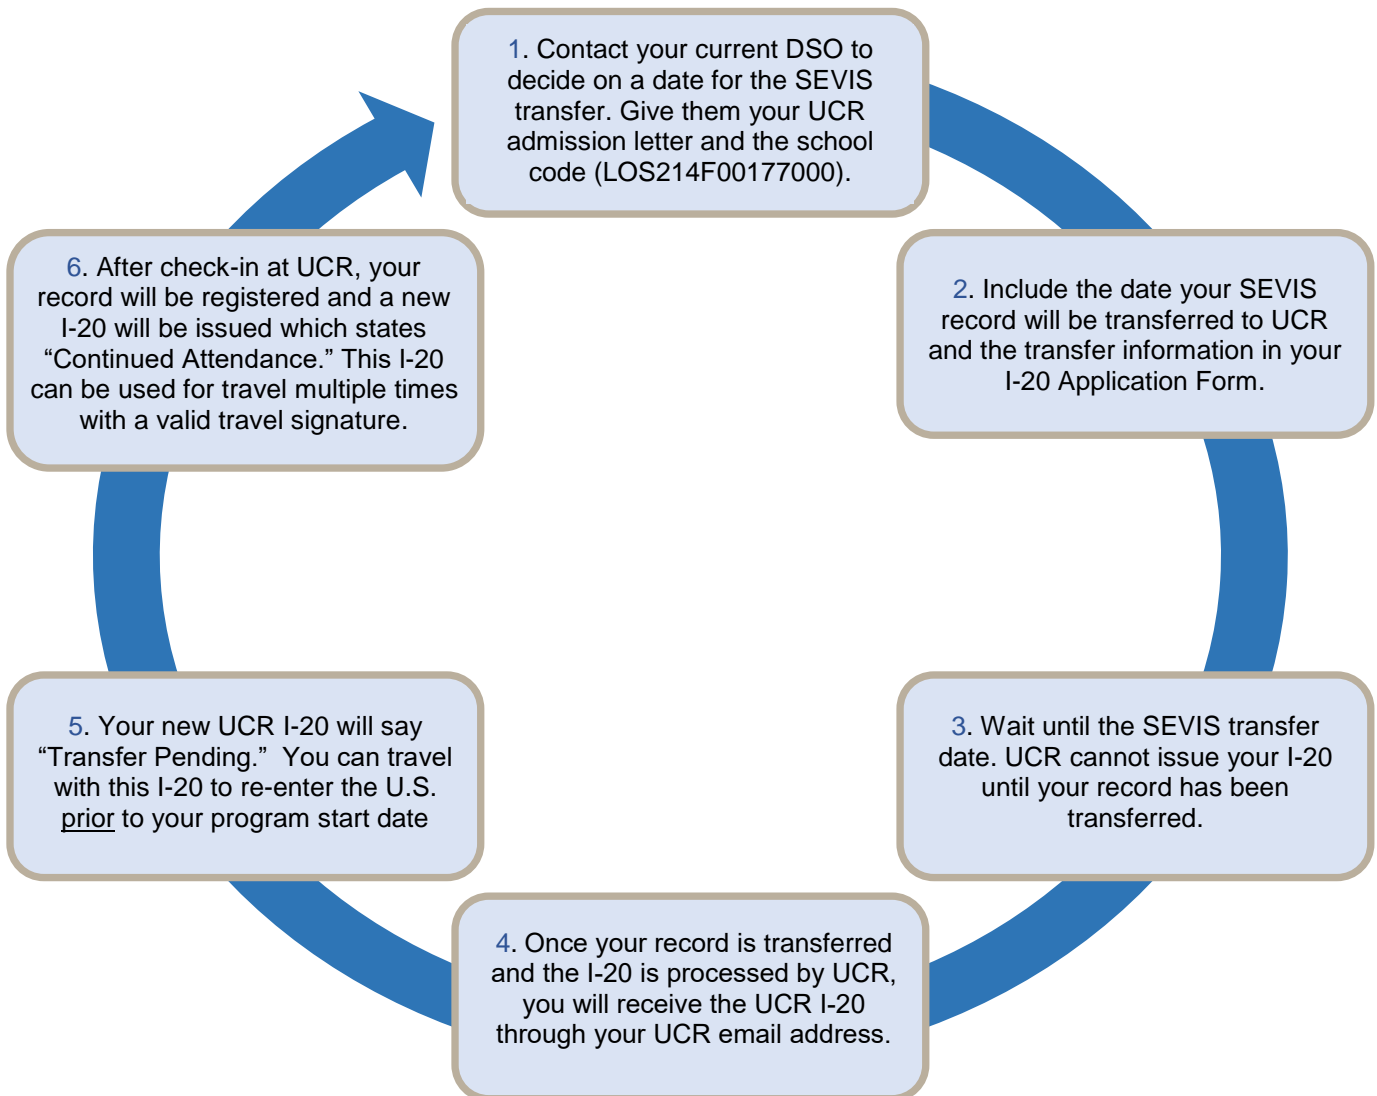 1. Contact your current DSO to
decide on a date for the SEVIS
transfer. Give them your UCR
admission letter and the school
code (LOS214F00177000).
2. Include the date your SEVIS
record will be transferred to UCR
and the transfer information in your
I-20 Application Form.
3. Wait until the SEVIS transfer
date. UCR cannot issue your I-20
until your record has been
transferred.
4. Once your record is transferred
and the I-20 is processed by UCR,
you will receive the UCR I-20
through your UCR email address.
5. Your new UCR I-20 will say
“Transfer Pending.”  You can travel
with this I-20 to re-enter the U.S.
prior to your program start date
6. After check-in at UCR, your
record will be registered and a new
I-20 will be issued which states
“Continued Attendance.” This I-20
can be used for travel multiple times
with a valid travel signature.